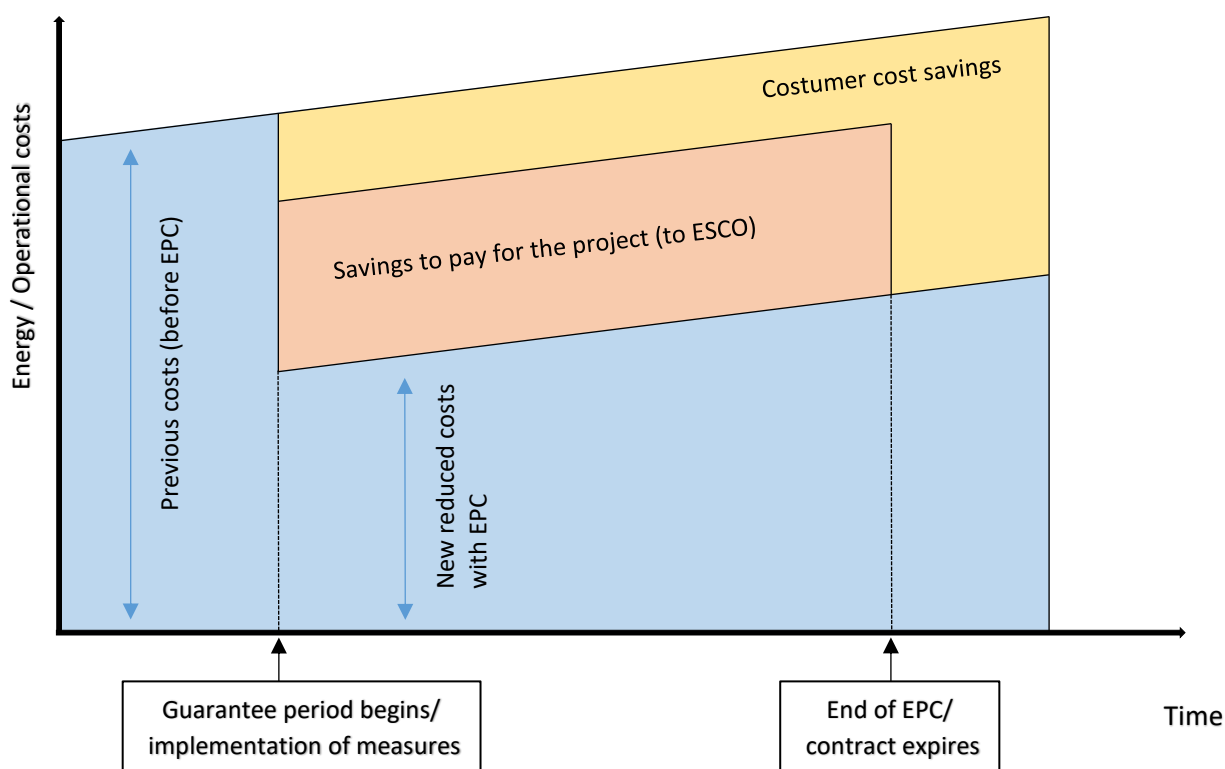 Energy / Operational costs
Previous costs (before EPC)
Costumer cost savings
Savings to pay for the project (to ESCO)
New reduced costs
with EPC
Guarantee period begins/
implementation of measures
End of EPC/
contract expires
Time